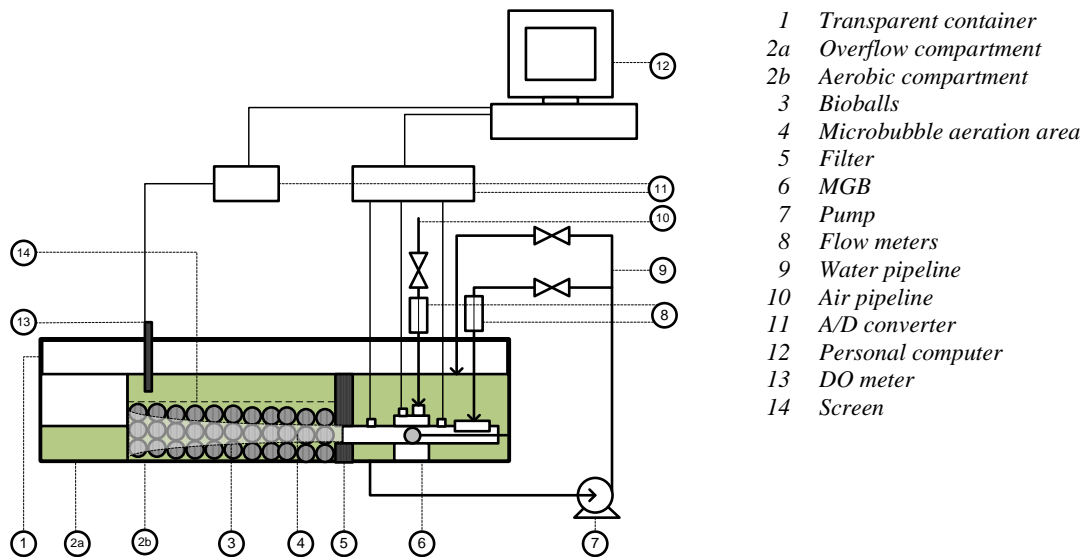 12
11
10
14
9
8
13
1
2a
2b
3
4
5
6
7
1 Transparent container
2a Overflow compartment
2b Aerobic compartment
3 Bioballs
4 Microbubble aeration area
5 Filter
6 MGB
7 Pump
8 Flow meters
9 Water pipeline
10 Air pipeline
11 A/D converter
12 Personal computer
13 DO meter
14 Screen